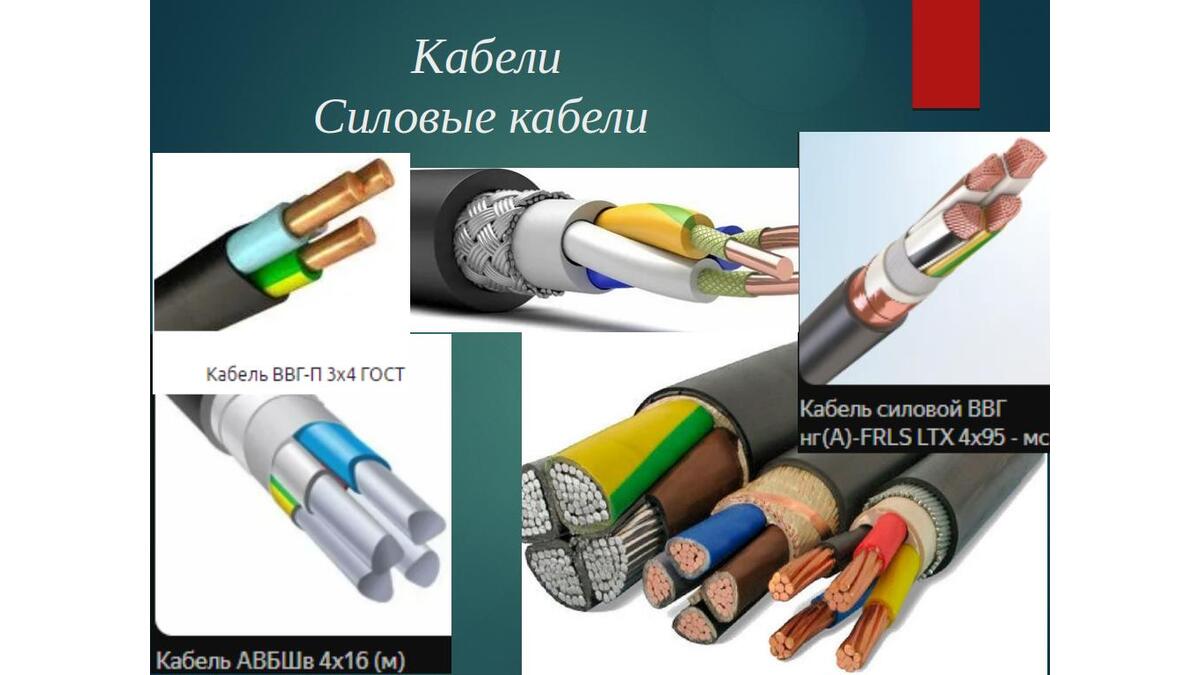 Кабели
Силовые кабели
Кабель ВВГ-П 3x4 ГОСТ
Кабель силовой ВВГ
нг(A)-FRLS LTX 4x95 - мс
Кабель АВБШв 4x16 (м)